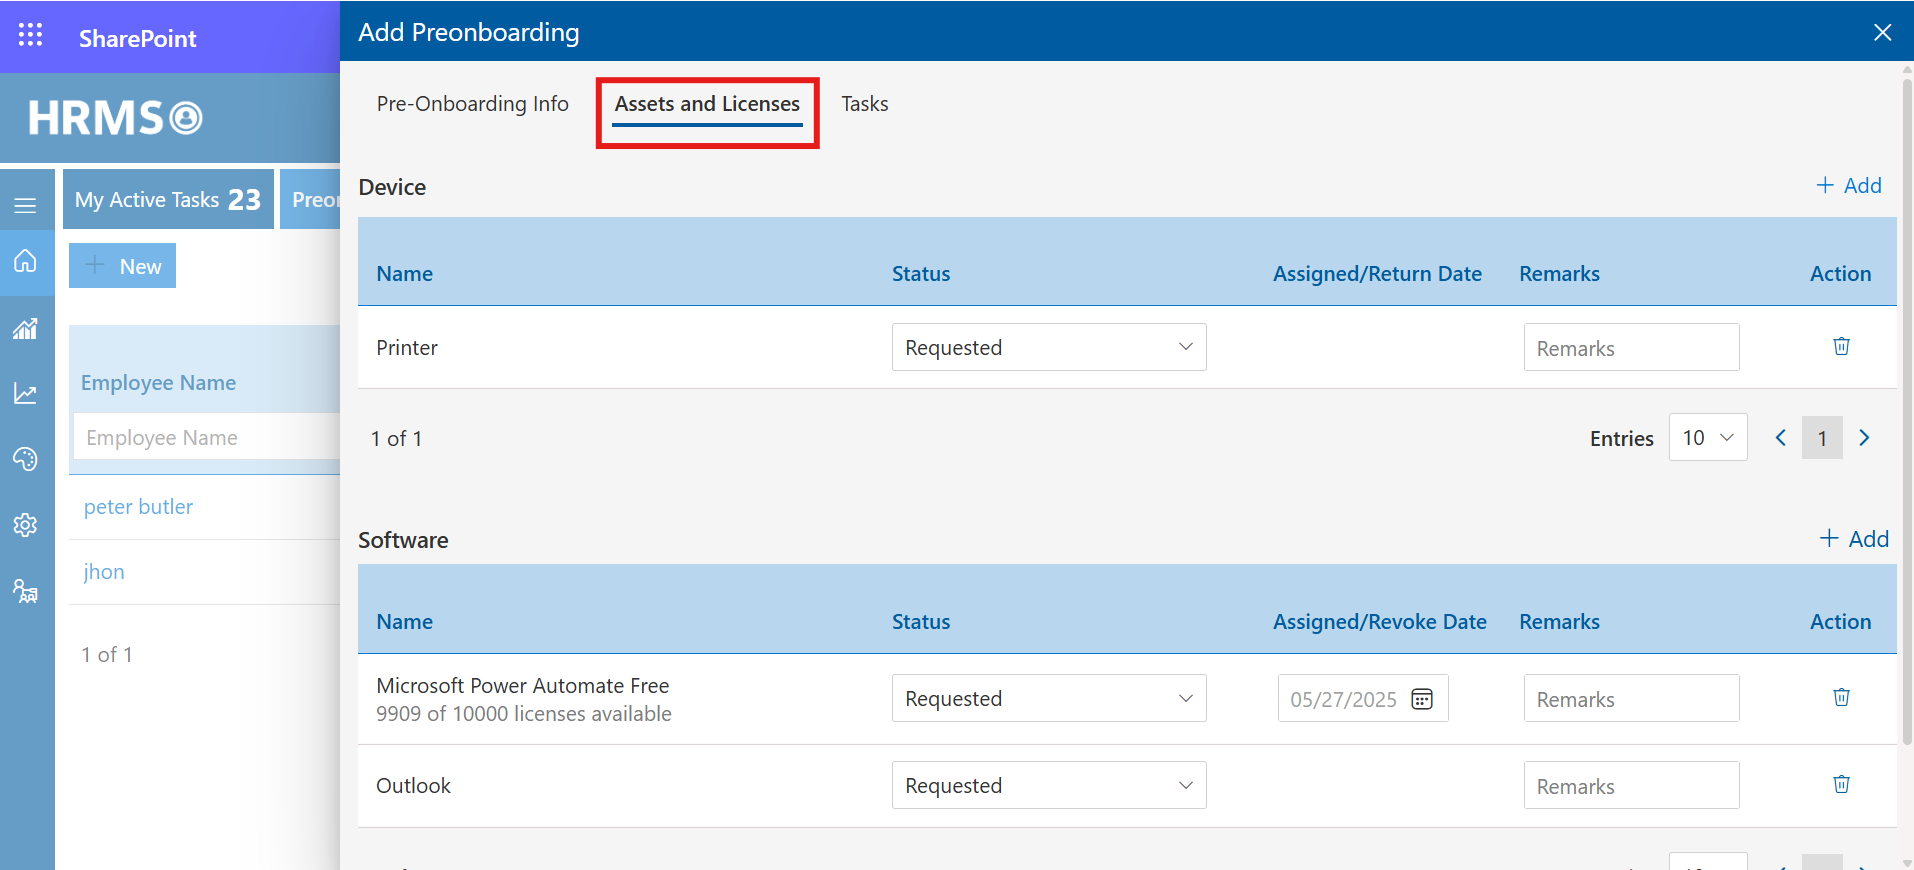 SharePoint
HRMS
My Active Tasks 23
New
Employee Name
Employee Name
peter butler
jhon
1 of 1
Add Preonboarding
Pre-Onboarding Info
Assets and Licenses
Tasks
Device
Add
Name Status Assigned/Return Date Remarks Action
Printer Requested Remarks
1 of 1 Entries 10 1
Software
Add
Name Status Assigned/Revoke Date Remarks Action
Microsoft Power Automate Free Requested 05/27/2025 Remarks
9909 of 10000 licenses available
Outlook Requested Remarks